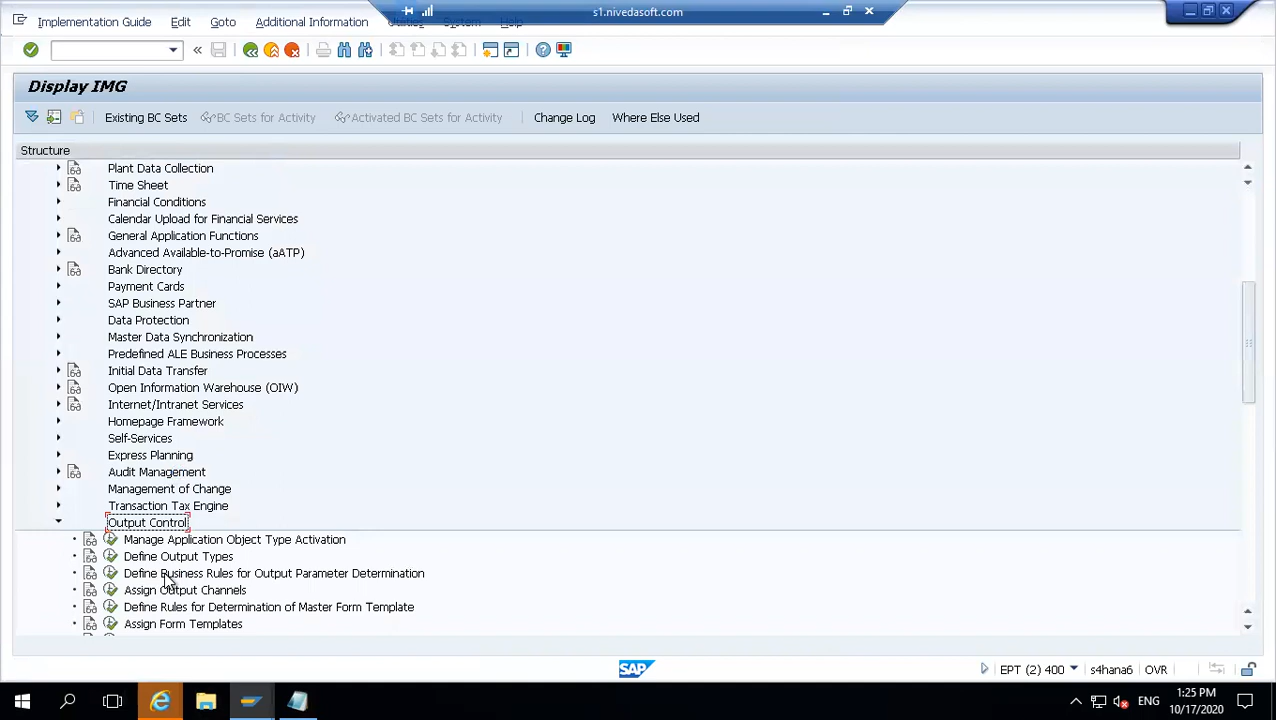 s1.nivedasoft.com
Implementation Guide Edit Goto Additional Information Utilities System Help
Display IMG
Existing BC Sets BC Sets for Activity Activated BC Sets for Activity Change Log Where Else Used
Structure
Plant Data Collection
Time Sheet
Financial Conditions
Calendar Upload for Financial Services
General Application Functions
Advanced Available-to-Promise (aATP)
Bank Directory
Payment Cards
SAP Business Partner
Data Protection
Master Data Synchronization
Predefined ALE Business Processes
Initial Data Transfer
Open Information Warehouse (OIW)
Internet/Intranet Services
Homepage Framework
Self-Services
Express Planning
Audit Management
Management of Change
Transaction Tax Engine
Output Control
Manage Application Object Type Activation
Define Output Types
Define Business Rules for Output Parameter Determination
Assign Output Channels
Define Rules for Determination of Master Form Template
Assign Form Templates
SAP EPT (2) 400 s4hana6 OVR
ENG 1:25 PM
10/17/2020